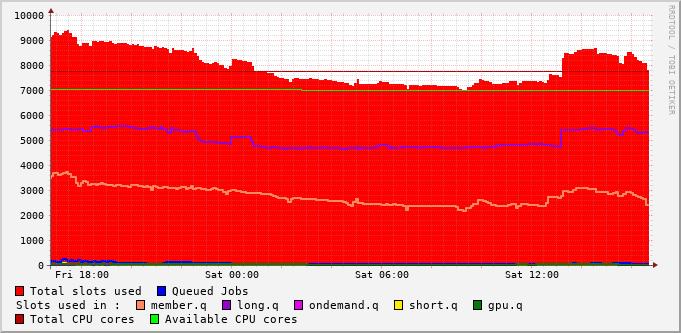 10000
9000
8000
7000
6000
5000
4000
3000
2000
1000
0
Fri 18:00 Sat 00:00 Sat 06:00 Sat 12:00
RRDTOOL / TOBI OETIKER
Total slots used Queued Jobs
Slots used in : member.q long.q ondemand.q short.q gpu.q
Total CPU cores Available CPU cores